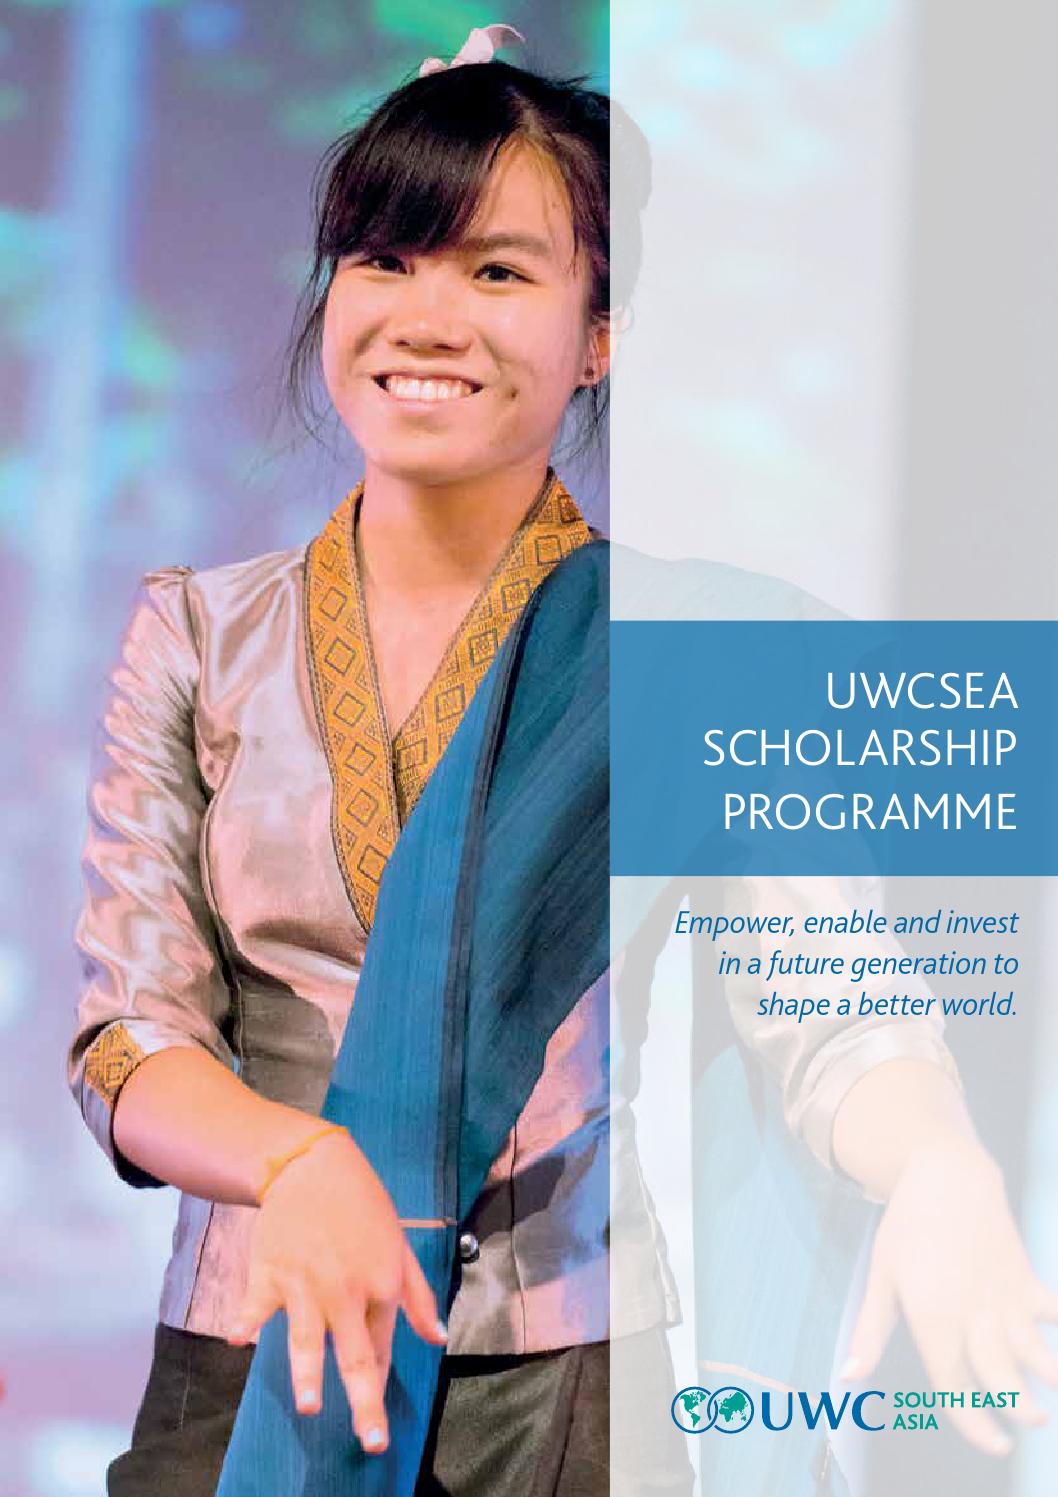 UWCSEA
SCHOLARSHIP
PROGRAMME
Empower, enable and invest
in a future generation to
shape a better world.
UWC SOUTH EAST
ASIA